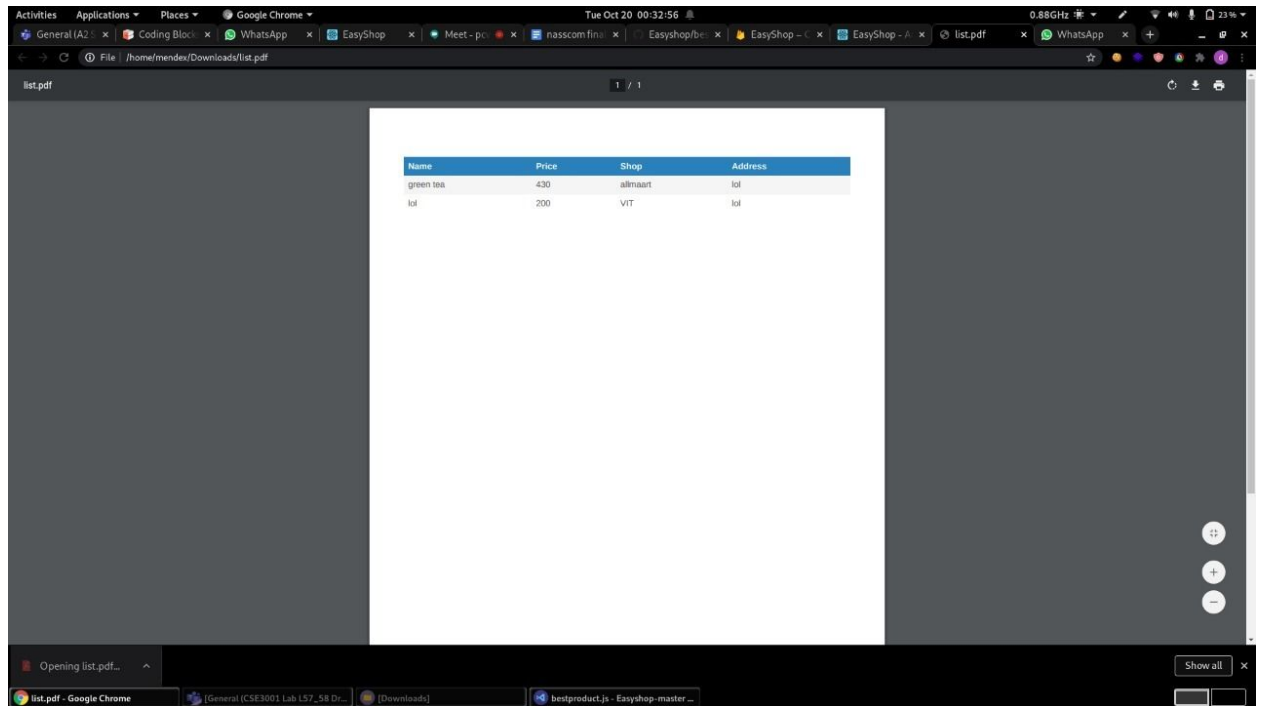 Activities Applications Places Google Chrome Tue Oct 20 00:32:56 0.88GHz 23%
General (A2 Coding Block WhatsApp EasyShop Meet - nasscom fina Easyshop/be EasyShop – EasyShop - list.pdf WhatsApp
File /home/mendex/Downloads/list.pdf d
list.pdf 1 / 1
Name Price Shop Address
green tea 430 allmaart lol
lol 200 VIT lol
Opening list.pdf... Show all
list.pdf - Google Chrome [General (CSE3001 Lab L57_58 Dr... [Downloads] bestproduct.js - Easyshop-master ...